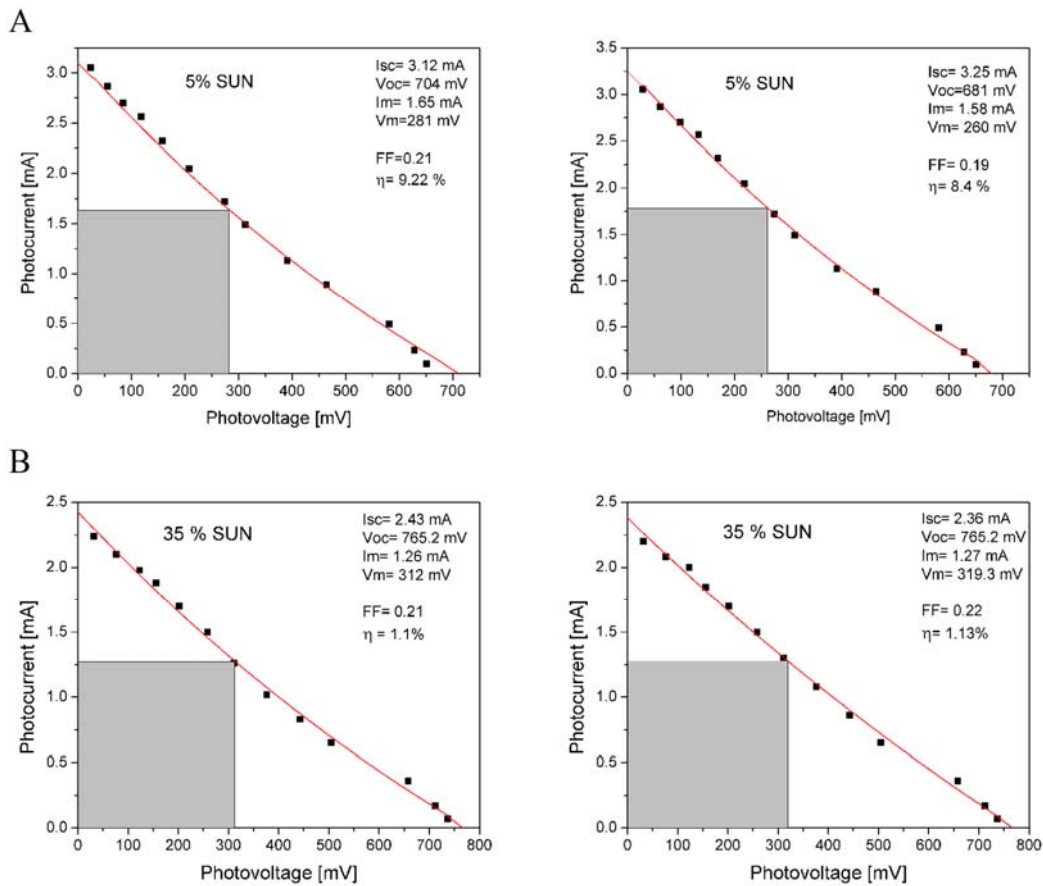 A
5% SUN
Isc= 3.12 mA
Voc= 704 mV
Im= 1.65 mA
Vm=281 mV
FF=0.21
η= 9.22 %
Photocurrent [mA]
3.0
2.5
2.0
1.5
1.0
0.5
0.0
0 100 200 300 400 500 600 700
Photovoltage [mV]
5% SUN
Isc= 3.25 mA
Voc=681 mV
Im= 1.58 mA
Vm= 260 mV
FF= 0.19
η= 8.4 %
Photocurrent [mA]
3.5
3.0
2.5
2.0
1.5
1.0
0.5
0.0
0 100 200 300 400 500 600 700
Photovoltage [mV]
B
35 % SUN
Isc= 2.43 mA
Voc= 765.2 mV
Im= 1.26 mA
Vm= 312 mV
FF= 0.21
η = 1.1%
Photocurrent [mA]
2.5
2.0
1.5
1.0
0.5
0.0
0 100 200 300 400 500 600 700 800
Photovoltage [mV]
35 % SUN
Isc= 2.36 mA
Voc= 765.2 mV
Im= 1.27 mA
Vm= 319.3 mV
FF= 0.22
η= 1.13%
Photocurrent [mA]
2.5
2.0
1.5
1.0
0.5
0.0
0 100 200 300 400 500 600 700 800
Photovoltage [mV]